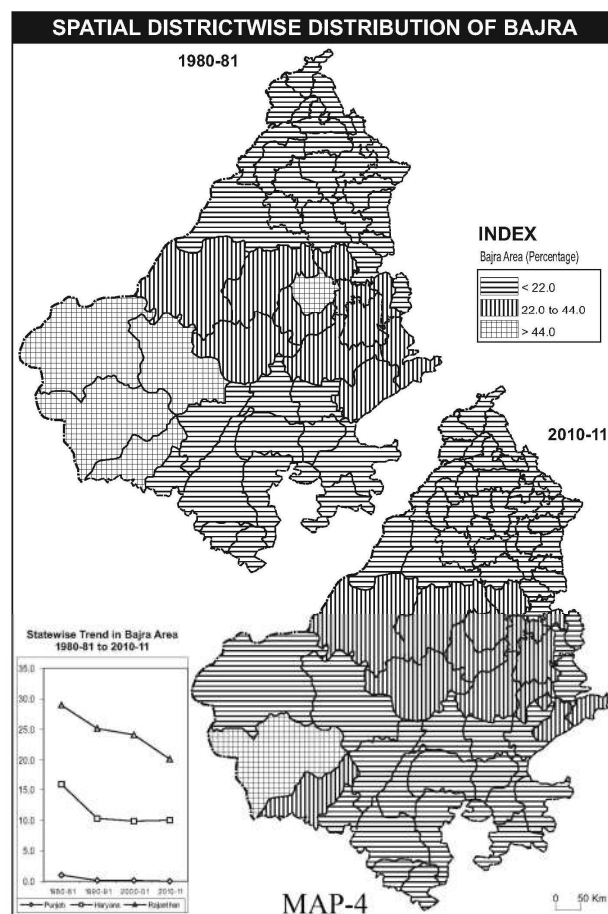 SPATIAL DISTRICTWISE DISTRIBUTION OF BAJRA
1980-81
INDEX
Bajra Area (Percentage)
< 22.0
22.0 to 44.0
> 44.0
2010-11
Statewise Trend in Bajra Area
1980-81 to 2010-11
35.0
30.0
25.0
20.0
15.0
10.0
5.0
0.0
1980-81 1990-91 2000-01 2010-11
Punjab Haryana Rajasthan
MAP-4
0 50 Km